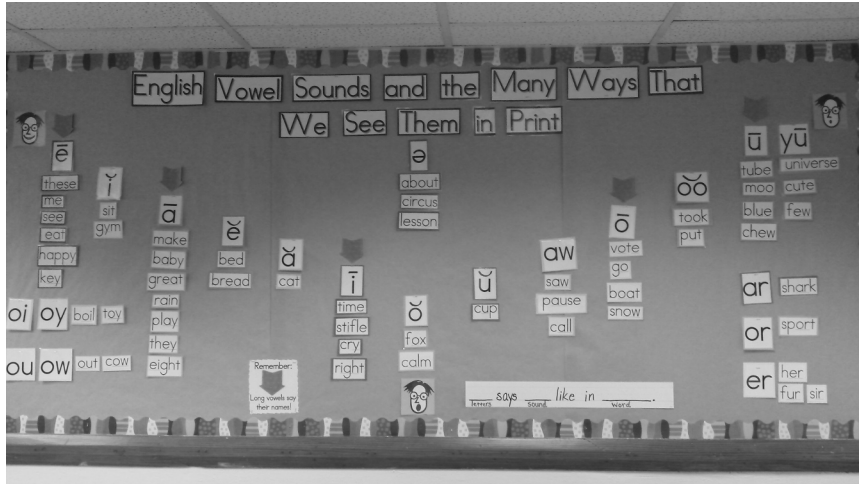 English Vowel Sounds and the Many Ways That
We See Them in Print
ē
these
me
see
eat
happy
key
ĭ
sit
gym
ā
make
baby
great
rain
play
they
eight
ĕ
bed
bread
ă
cat
ī
time
stifle
cry
right
ə
about
circus
lesson
ŏ
fox
calm
ŭ
cup
aw
saw
pause
call
ō
vote
go
boat
snow
o͝o
took
put
ū
tube
moo
blue
chew
yū
universe
cute
few
oi oy boil toy
ou ow out cow
ar shark
or sport
er her
fur sir
Remember:
Long vowels say
their names!
___ says ___ like in ___.
letters sound word